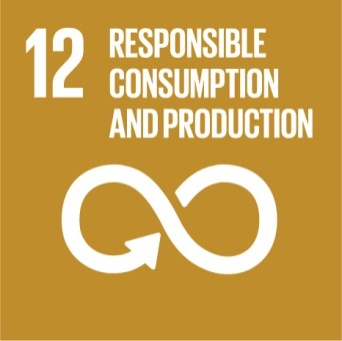 12 RESPONSIBLE
CONSUMPTION
AND PRODUCTION